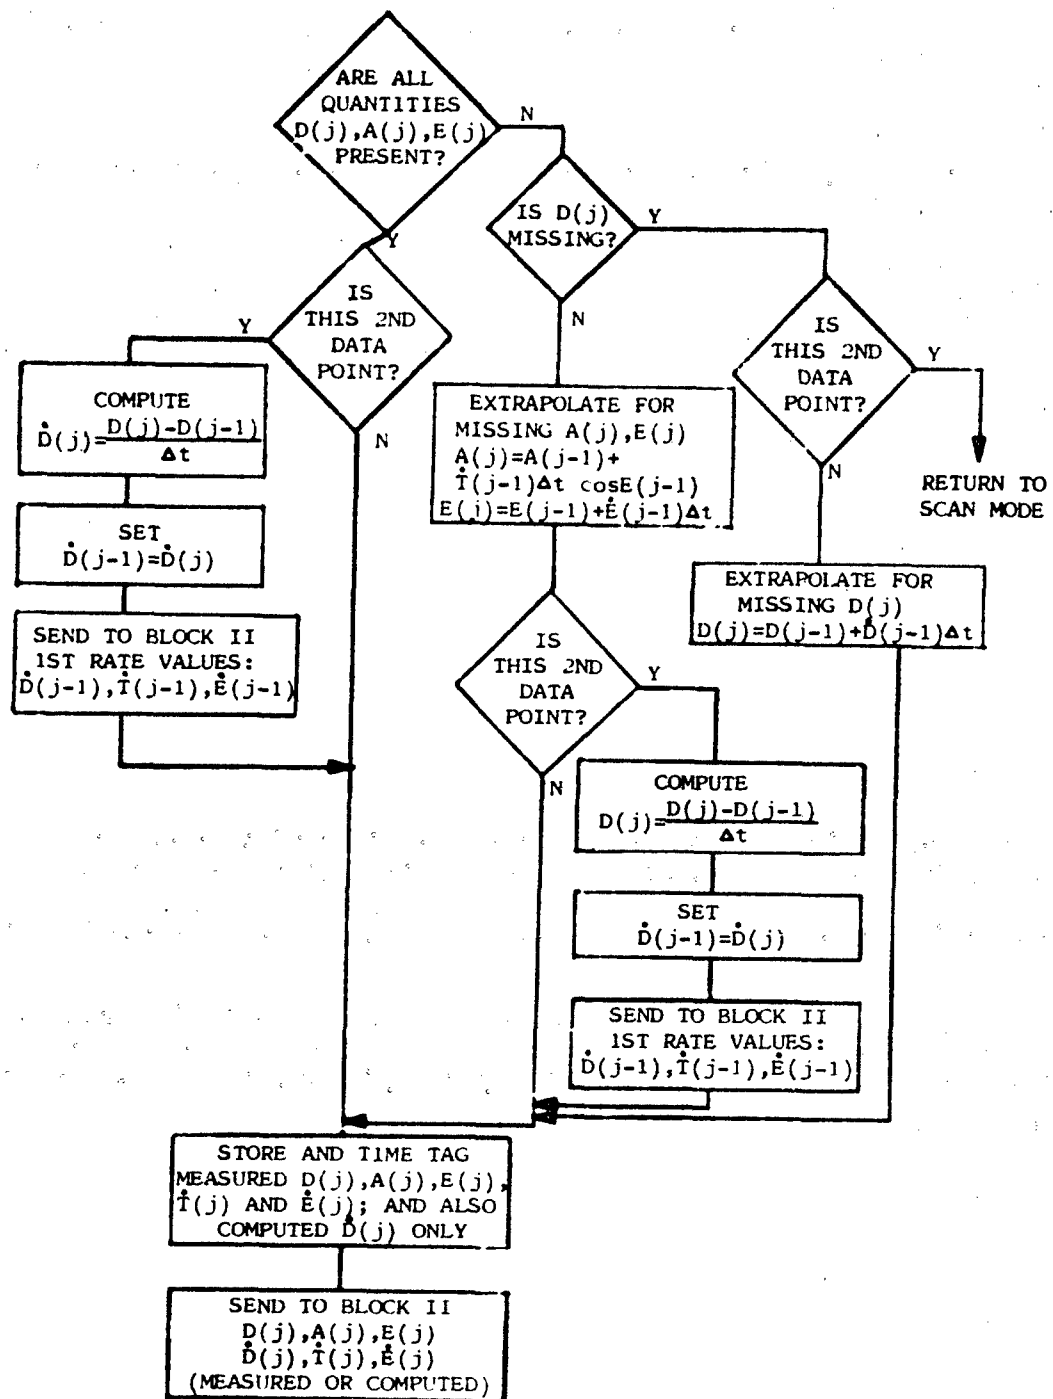 ARE ALL
QUANTITIES
D(j),A(j),E(j)
PRESENT?
N
Y
IS D(j)
MISSING?
Y
N
IS
THIS 2ND
DATA
POINT?
Y
N
IS
THIS 2ND
DATA
POINT?
Y
N
RETURN TO
SCAN MODE
COMPUTE
Ḋ(j)=D(j)-D(j-1)
Δt
SET
Ḋ(j-1)=Ḋ(j)
SEND TO BLOCK II
1ST RATE VALUES:
Ḋ(j-1),Ṫ(j-1),Ė(j-1)
EXTRAPOLATE FOR
MISSING A(j),E(j)
A(j)=A(j-1)+
Ṫ(j-1)Δt cosE(j-1)
E(j)=E(j-1)+Ė(j-1)Δt
EXTRAPOLATE FOR
MISSING D(j)
D(j)=D(j-1)+Ḋ(j-1)Δt
IS
THIS 2ND
DATA
POINT?
Y
N
COMPUTE
D(j)=D(j)-D(j-1)
Δt
SET
Ḋ(j-1)=Ḋ(j)
SEND TO BLOCK II
1ST RATE VALUES:
Ḋ(j-1),Ṫ(j-1),Ė(j-1)
STORE AND TIME TAG
MEASURED D(j),A(j),E(j),
Ṫ(j) AND Ė(j); AND ALSO
COMPUTED Ḋ(j) ONLY
SEND TO BLOCK II
D(j),A(j),E(j)
Ḋ(j),Ṫ(j),Ė(j)
(MEASURED OR COMPUTED)